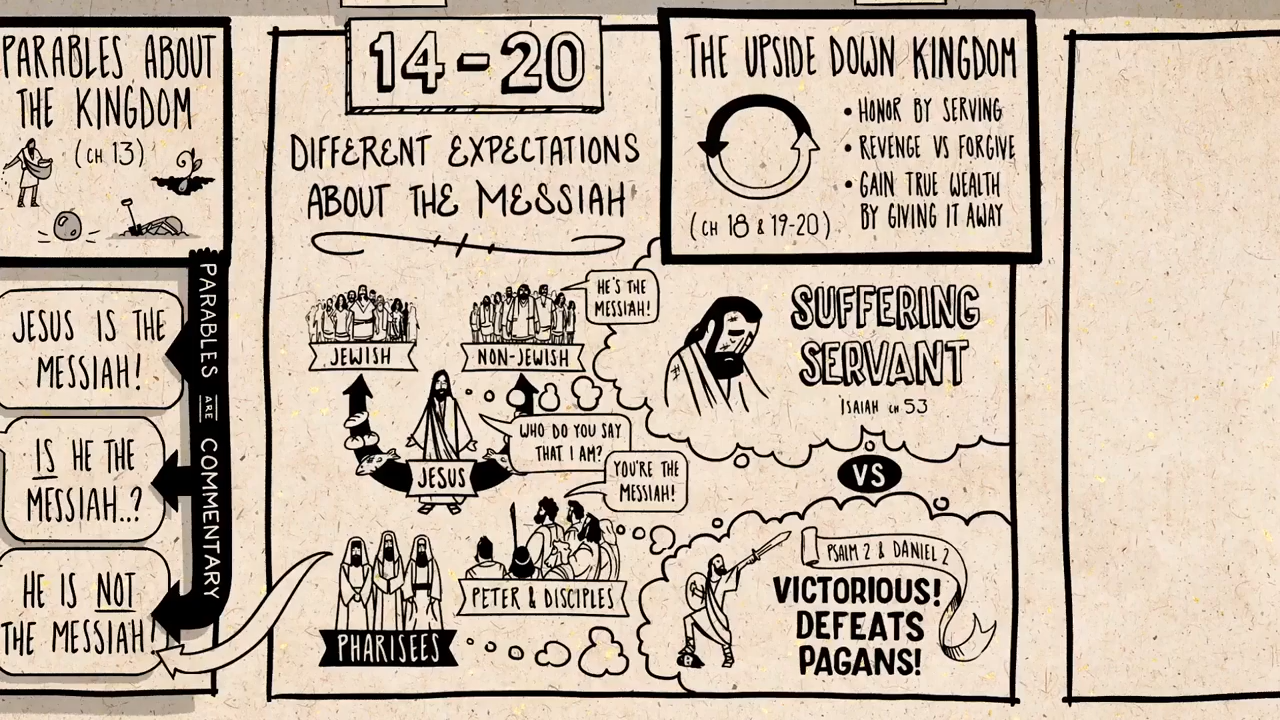 PARABLES ABOUT
THE KINGDOM
(CH 13)
JESUS IS THE
MESSIAH!
IS HE THE
MESSIAH..?
HE IS NOT
THE MESSIAH!
PARABLES ARE COMMENTARY
14-20
DIFFERENT EXPECTATIONS
ABOUT THE MESSIAH
JEWISH
NON-JEWISH
HE'S THE
MESSIAH!
JESUS
WHO DO YOU SAY
THAT I AM?
YOU'RE THE
MESSIAH!
PETER & DISCIPLES
PHARISEES
THE UPSIDE DOWN KINGDOM
• HONOR BY SERVING
• REVENGE VS FORGIVE
• GAIN TRUE WEALTH
BY GIVING IT AWAY
(CH 18 & 19-20)
SUFFERING
SERVANT
ISAIAH CH 53
VS
PSALM 2 & DANIEL 2
VICTORIOUS!
DEFEATS
PAGANS!